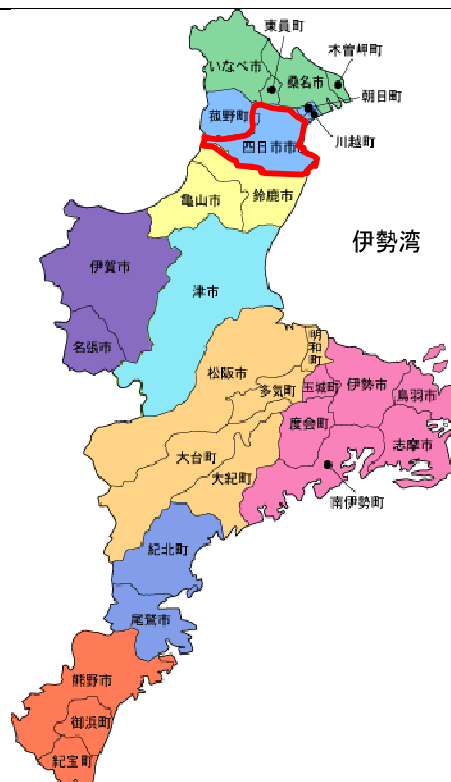 東員町
木曽岬町
いなべ市
桑名市
朝日町
菰野町
川越町
四日市市
亀山市
鈴鹿市
伊勢湾
伊賀市
津市
名張市
明和町
松阪市
多気町
玉城町
伊勢市
鳥羽市
度会町
志摩市
大台町
大紀町
南伊勢町
紀北町
尾鷲市
熊野市
御浜町
紀宝町